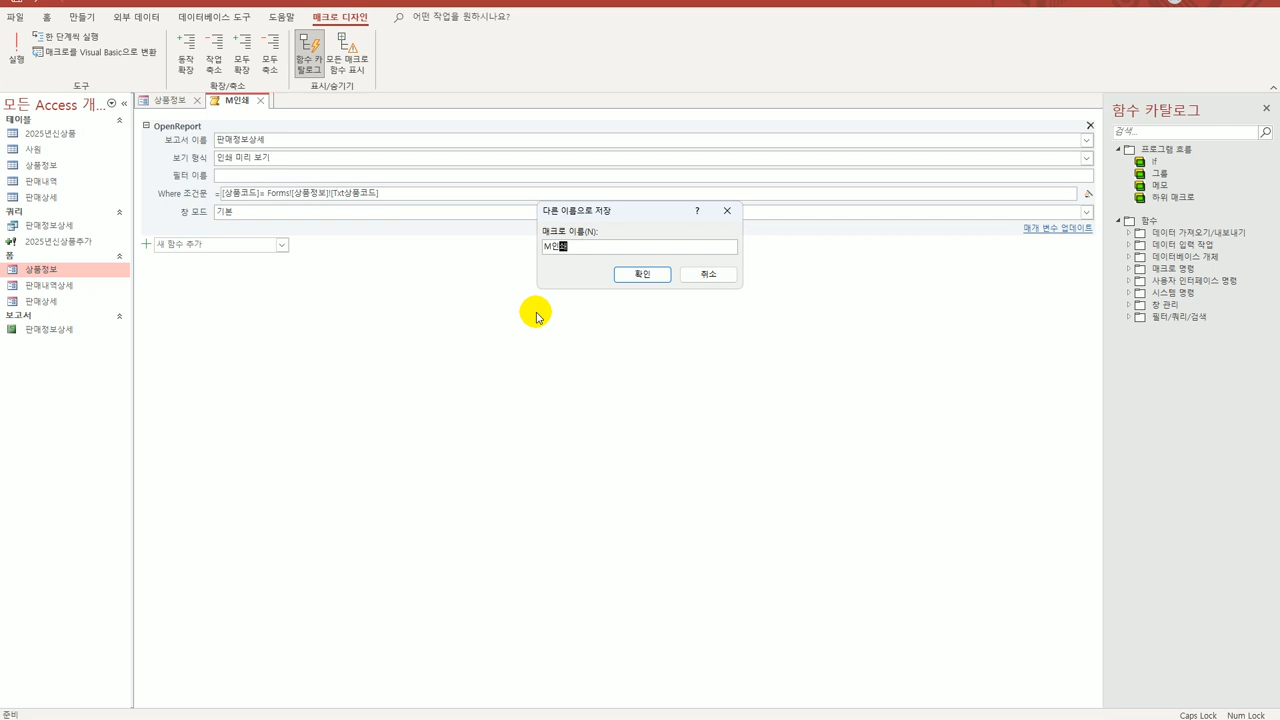 파일 홈 만들기 외부 데이터 데이터베이스 도구 도움말 매크로 디자인 어떤 작업을 원하시나요?
실행
한 단계씩 실행
매크로를 Visual Basic으로 변환
도구
동작 확장
작업 축소
모두 확장
모두 축소
확장/축소
함수 카탈로그
모든 매크로 함수 표시
표시/숨기기
모든 Access 개...
테이블
2025년신상품
사원
상품정보
판매내역
판매상세
쿼리
판매정보상세
2025년신상품추가
폼
상품정보
판매내역상세
판매상세
보고서
판매정보상세
상품정보 M인쇄
OpenReport
보고서 이름 판매정보상세
보기 형식 인쇄 미리 보기
필터 이름
Where 조건문 =[상품코드]= Forms![상품정보]![Txt상품코드]
창 모드 기본
매개 변수 업데이트
새 함수 추가
다른 이름으로 저장 ?
매크로 이름(N):
M인쇄
확인 취소
함수 카탈로그
검색...
프로그램 흐름
If
그룹
메모
하위 매크로
함수
데이터 가져오기/내보내기
데이터 입력 작업
데이터베이스 개체
매크로 명령
사용자 인터페이스 명령
시스템 명령
창 관리
필터/쿼리/검색
준비
Caps Lock Num Lock